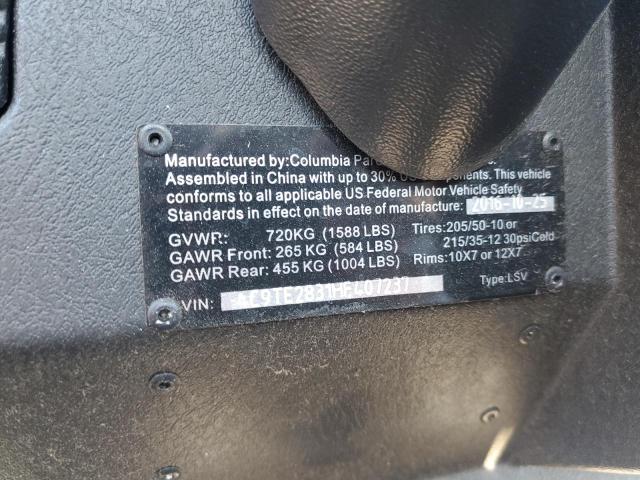 Manufactured by:Columbia
Assembled in China with up to 30% This vehicle
conforms to all applicable US Federal Motor Vehicle Safety
Standards in effect on the date of manufacture: 2016-10-25
GVWR: 720KG (1588 LBS) Tires:205/50-10 or
GAWR Front: 265 KG (584 LBS) 215/35-12 30psiCold
GAWR Rear: 455 KG (1004 LBS) Rims:10X7 or 12X7
Type:LSV
VIN: